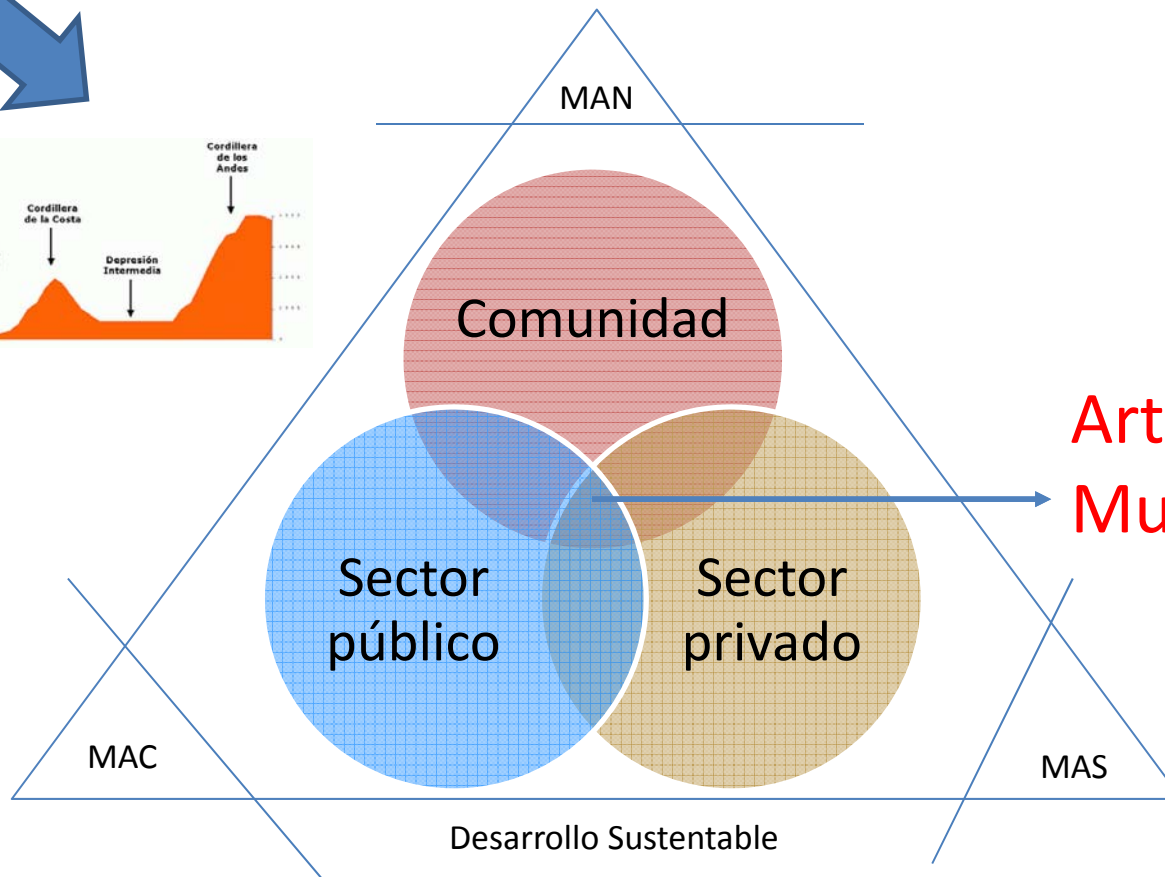 MAN
Cordillera
de los
Andes
Cordillera
de la Costa
Depresión
Intermedia
Comunidad
Art
Mu
Sector
público
Sector
privado
MAC
MAS
Desarrollo Sustentable